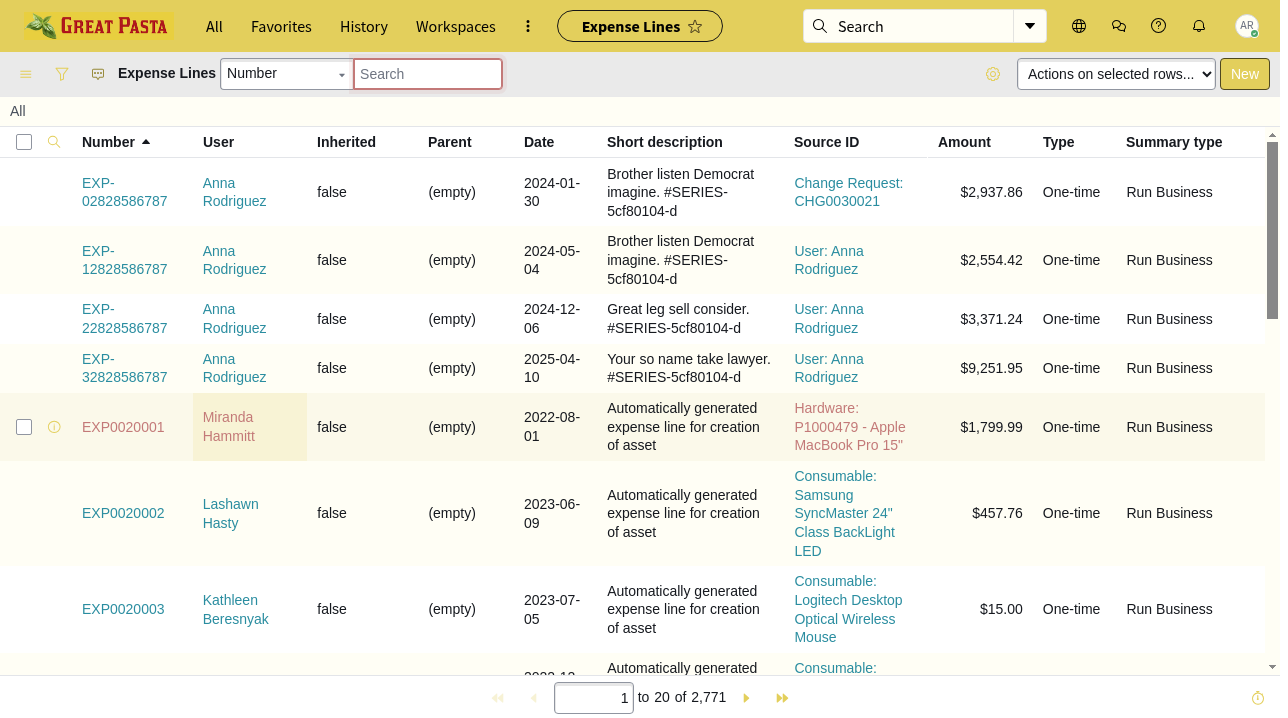 GREAT PASTA All Favorites History Workspaces Expense Lines Search AR
Expense Lines Number Search Actions on selected rows... New
All
Number User Inherited Parent Date Short description Source ID Amount Type Summary type
EXP-02828586787 Anna Rodriguez false (empty) 2024-01-30 Brother listen Democrat imagine. #SERIES-5cf80104-d Change Request: CHG0030021 $2,937.86 One-time Run Business
EXP-12828586787 Anna Rodriguez false (empty) 2024-05-04 Brother listen Democrat imagine. #SERIES-5cf80104-d User: Anna Rodriguez $2,554.42 One-time Run Business
EXP-22828586787 Anna Rodriguez false (empty) 2024-12-06 Great leg sell consider. #SERIES-5cf80104-d User: Anna Rodriguez $3,371.24 One-time Run Business
EXP-32828586787 Anna Rodriguez false (empty) 2025-04-10 Your so name take lawyer. #SERIES-5cf80104-d User: Anna Rodriguez $9,251.95 One-time Run Business
EXP0020001 Miranda Hammitt false (empty) 2022-08-01 Automatically generated expense line for creation of asset Hardware: P1000479 - Apple MacBook Pro 15" $1,799.99 One-time Run Business
EXP0020002 Lashawn Hasty false (empty) 2023-06-09 Automatically generated expense line for creation of asset Consumable: Samsung SyncMaster 24" Class BackLight LED $457.76 One-time Run Business
EXP0020003 Kathleen Beresnyak false (empty) 2023-07-05 Automatically generated expense line for creation of asset Consumable: Logitech Desktop Optical Wireless Mouse $15.00 One-time Run Business
Automatically generated Consumable:
1 to 20 of 2,771